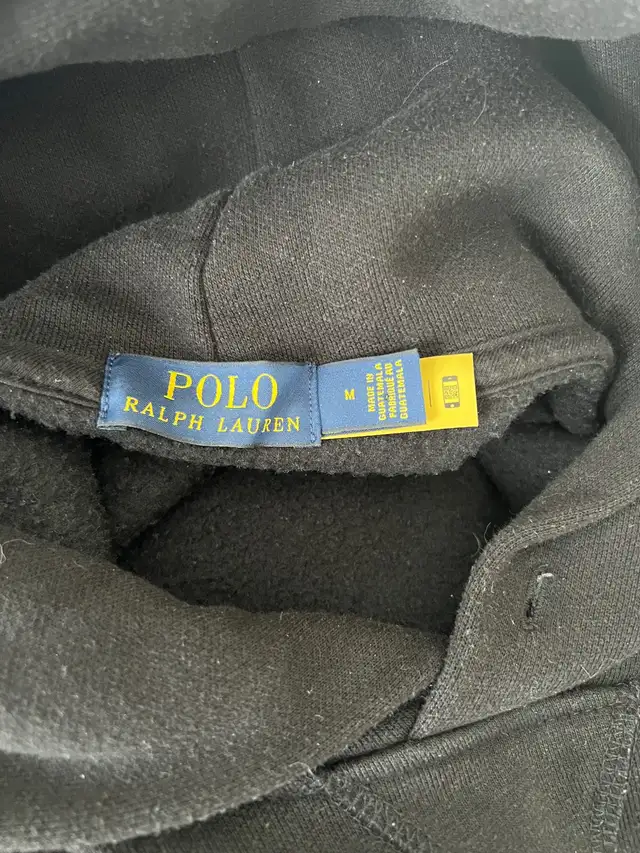 POLO
RALPH LAUREN
M
MADE IN
GUATEMALA
FABRIQUÉ AU
GUATEMALA